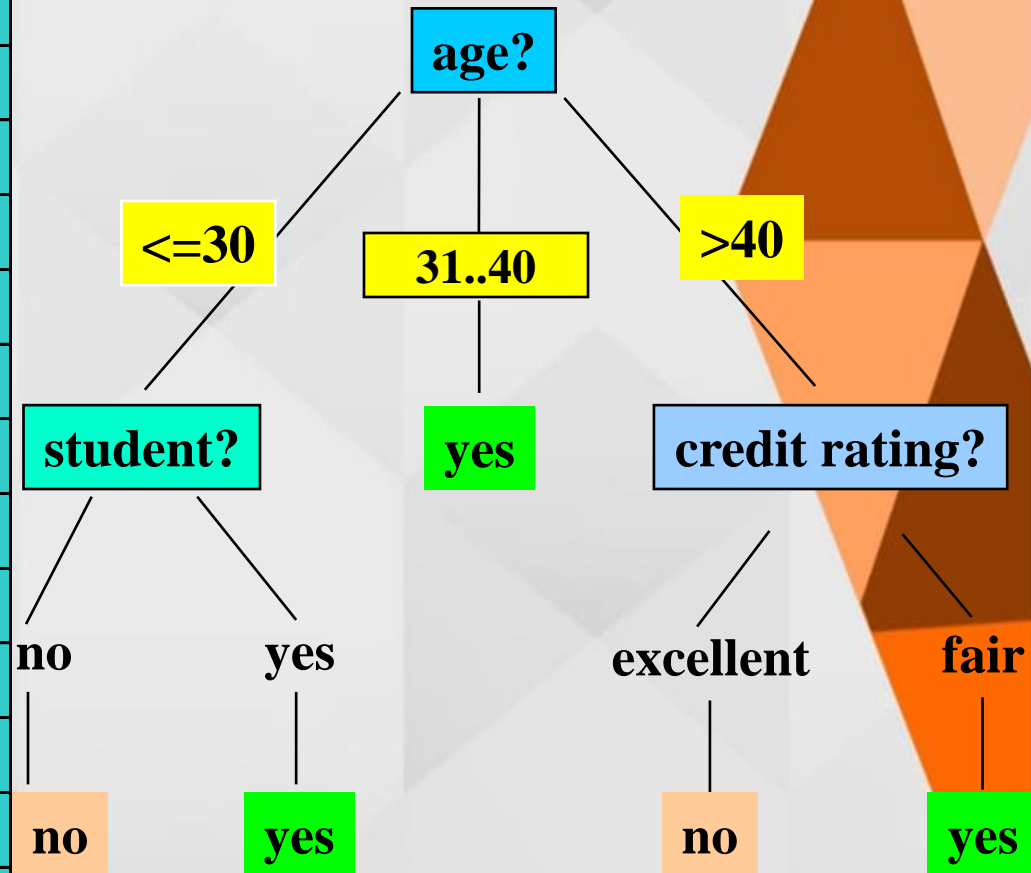 age?
<=30
31..40
>40
student?
yes
credit rating?
no
yes
excellent
fair
no
yes
no
yes